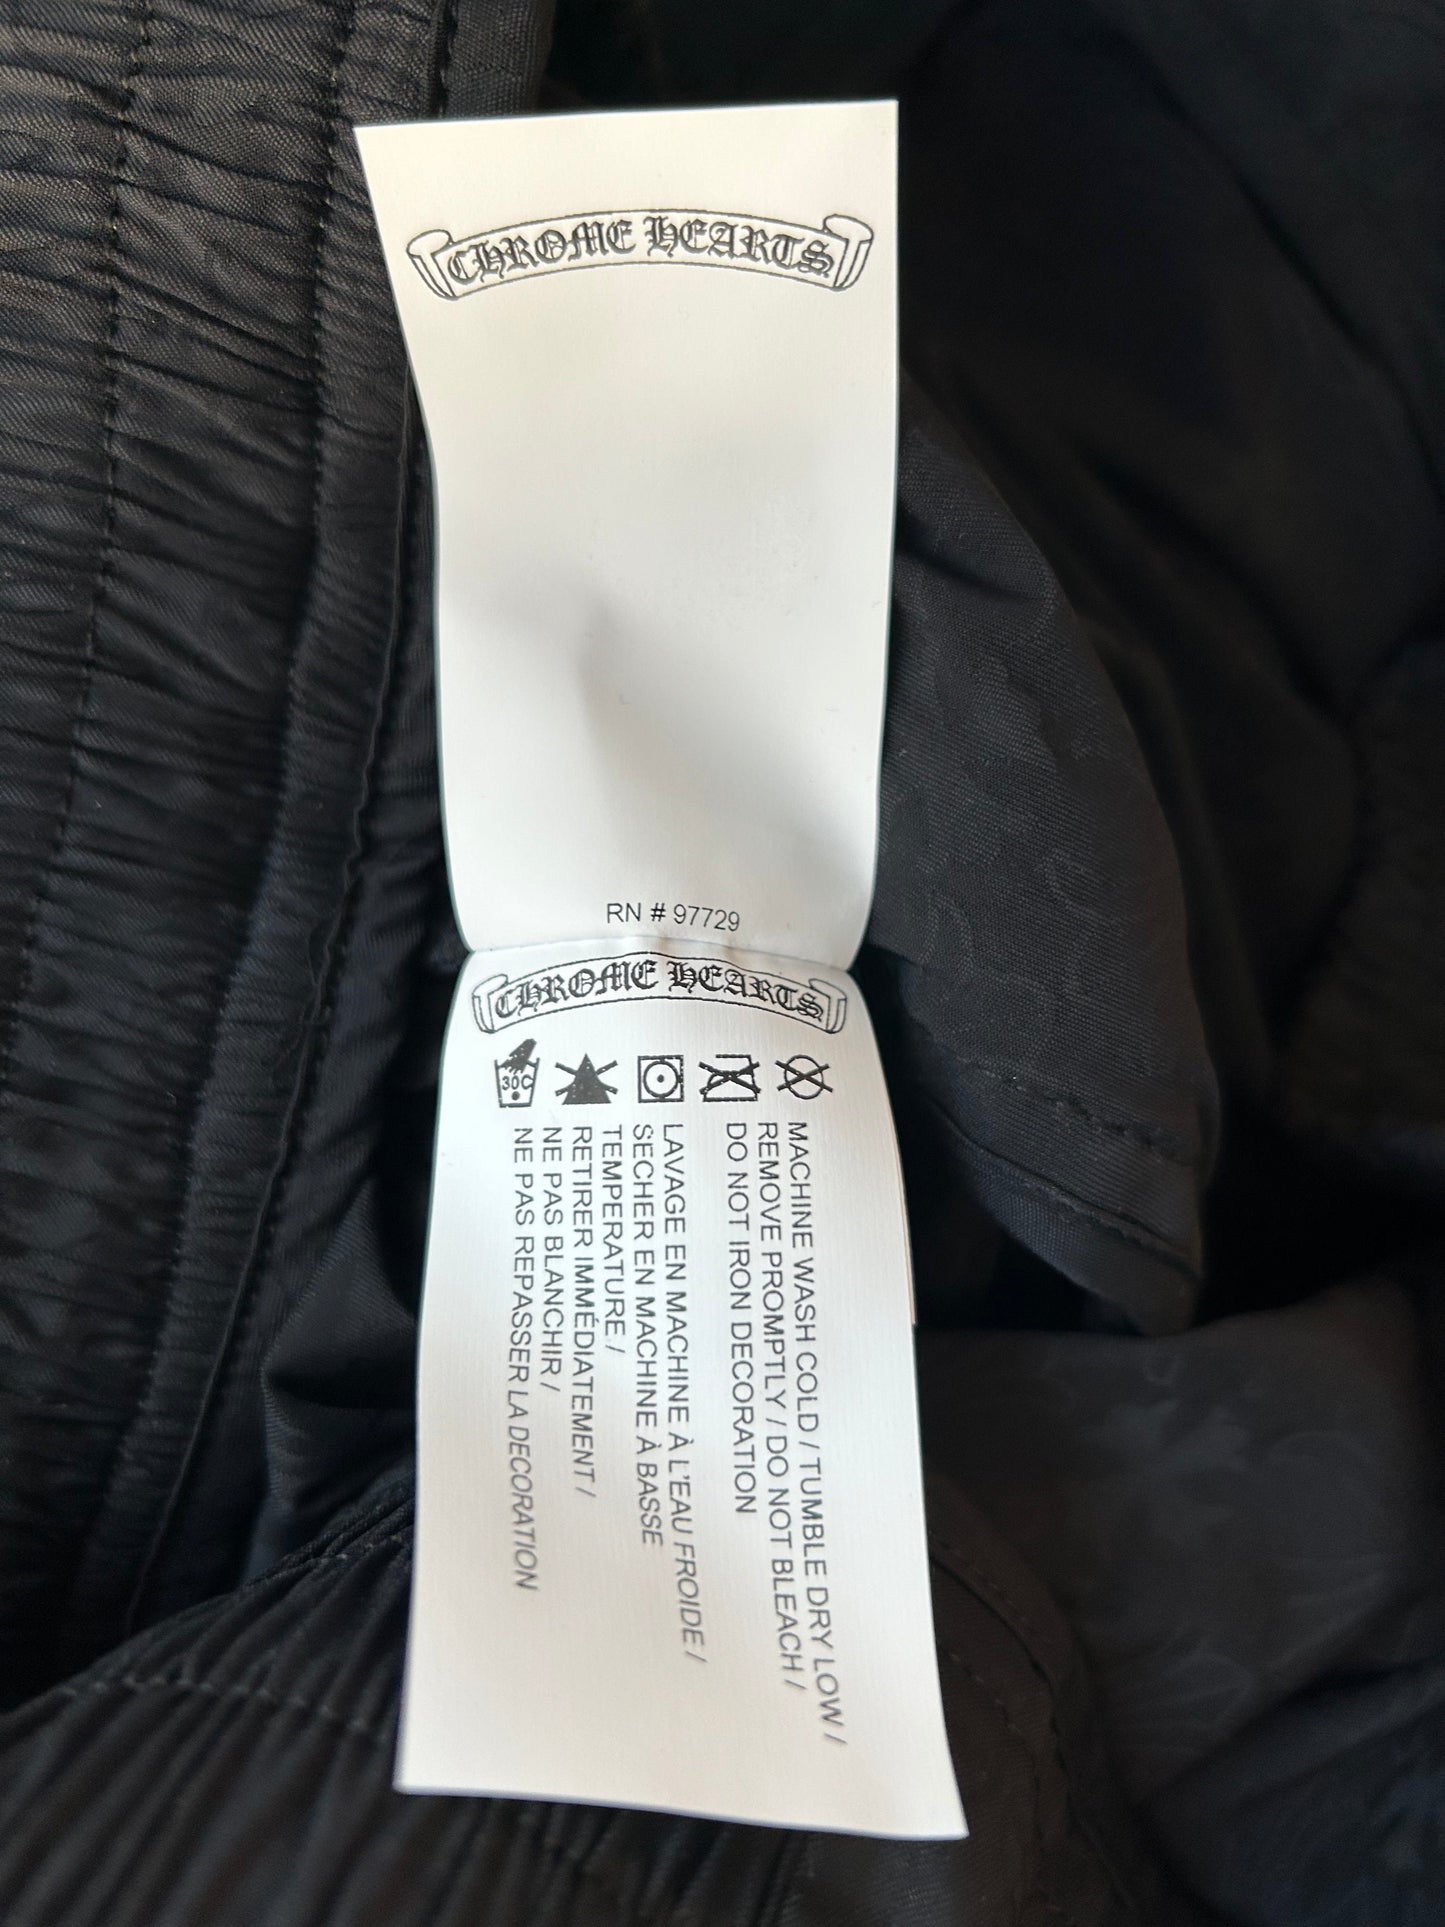 CHROME HEARTS
RN # 97729
CHROME HEARTS
30C
MACHINE WASH COLD / TUMBLE DRY LOW /
REMOVE PROMPTLY / DO NOT BLEACH /
DO NOT IRON DECORATION
LAVAGE EN MACHINE À L'EAU FROIDE /
SECHER EN MACHINE À BASSE
TEMPERATURE /
RETIRER IMMÉDIATEMENT /
NE PAS BLANCHIR /
NE PAS REPASSER LA DECORATION